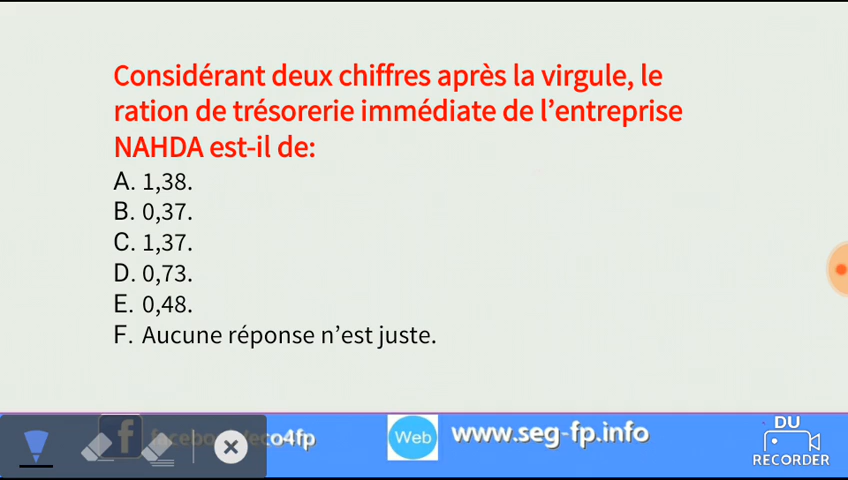 Considérant deux chiffres après la virgule, le
ration de trésorerie immédiate de l’entreprise
NAHDA est-il de:
A. 1,38.
B. 0,37.
C. 1,37.
D. 0,73.
E. 0,48.
F. Aucune réponse n’est juste.
facebook/eco4fp
Web
www.seg-fp.info
DU
RECORDER